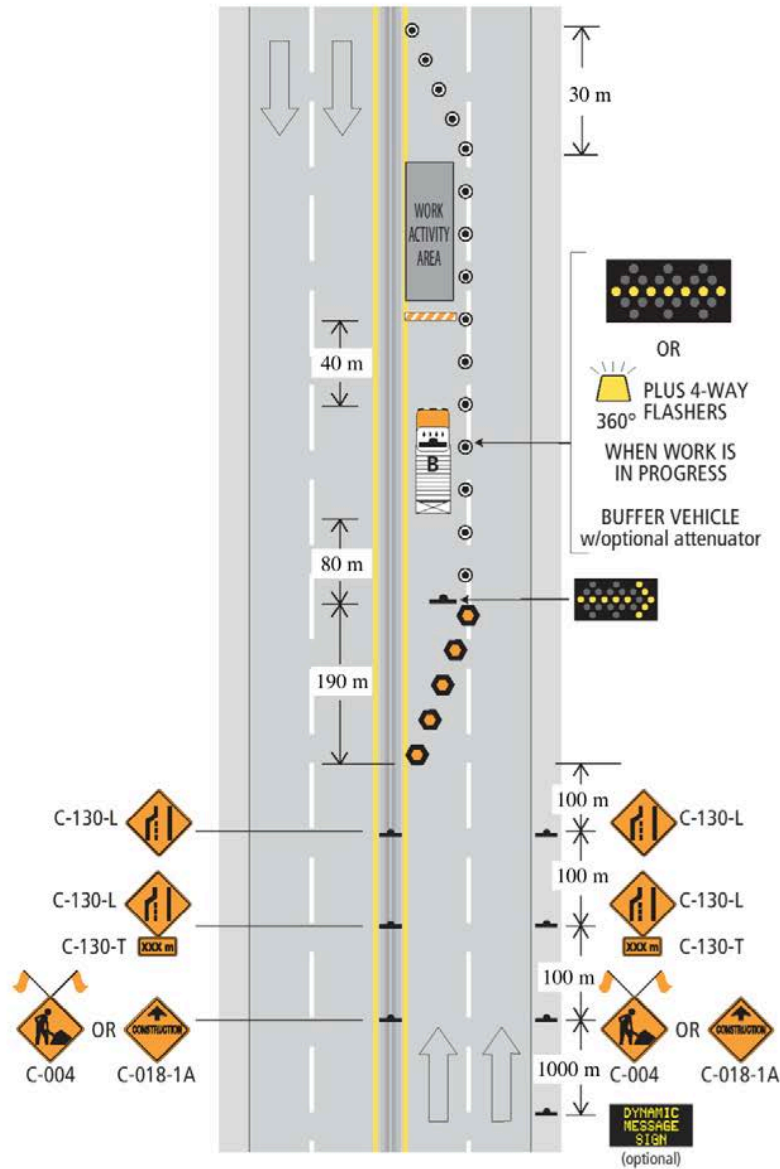 30 m
WORK
ACTIVITY
AREA
OR
360°
PLUS 4-WAY
FLASHERS
WHEN WORK IS
IN PROGRESS
40 m
B
BUFFER VEHICLE
w/optional attenuator
80 m
190 m
100 m
C-130-L
C-130-L
100 m
C-130-L
C-130-L
C-130-T
XXX m
XXX m
C-130-T
100 m
OR
CONSTRUCTION
OR
CONSTRUCTION
C-004
C-018-1A
1000 m
C-004
C-018-1A
DYNAMIC
MESSAGE
SIGN
(optional)